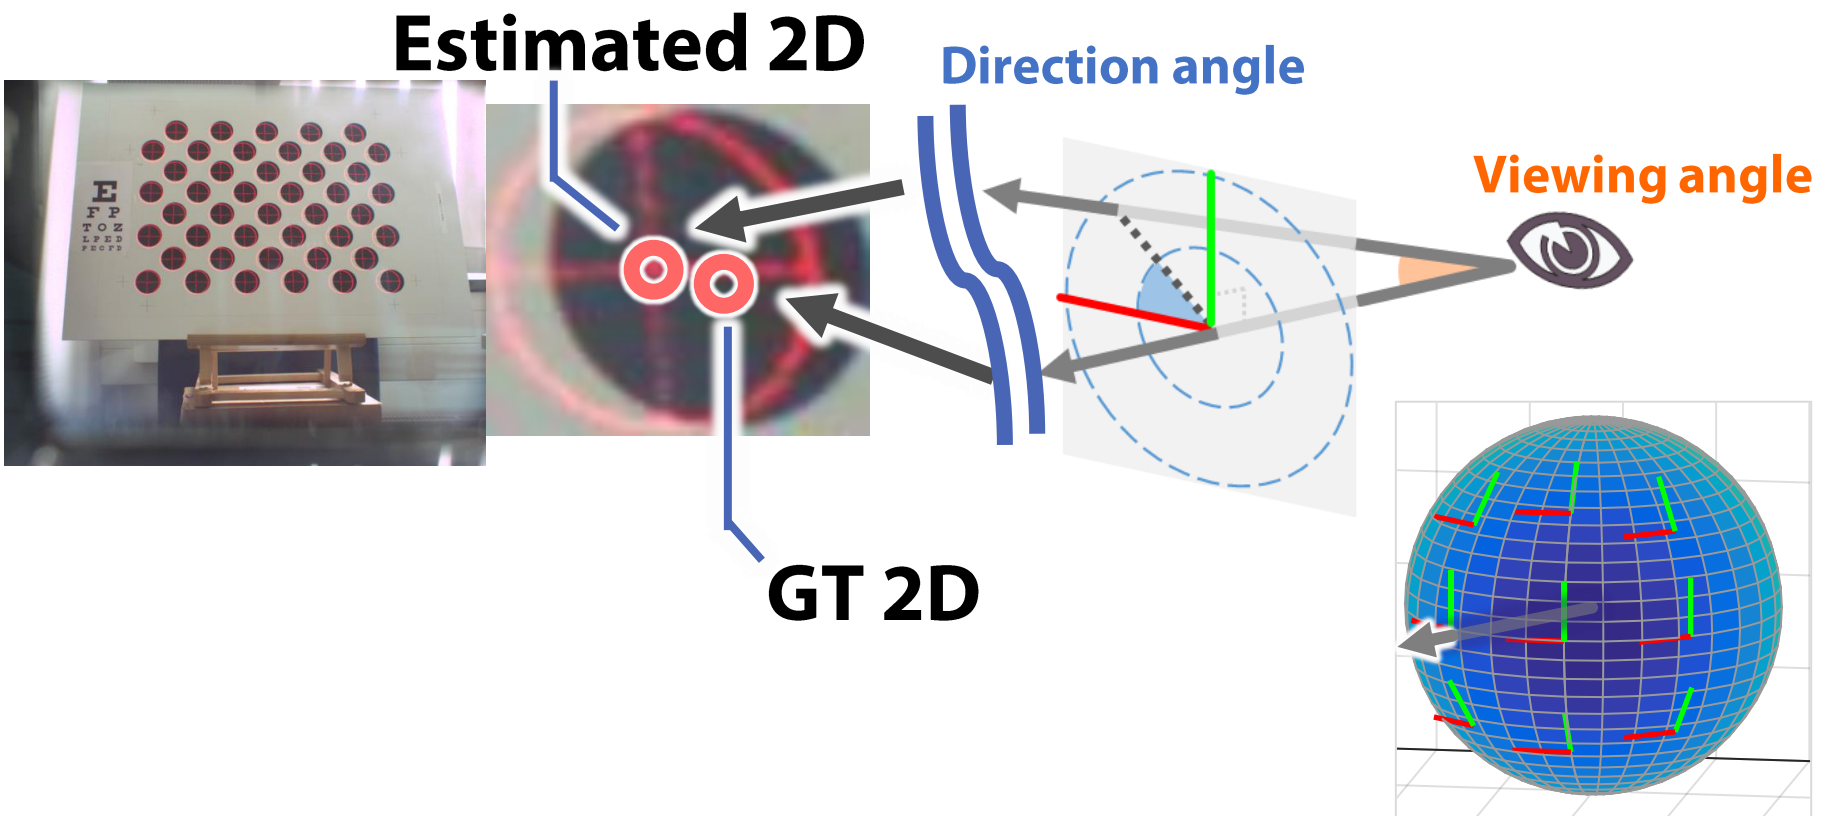 Estimated 2D
Direction angle
Viewing angle
E
F P
T O Z
L P E D
P E C F D
GT 2D